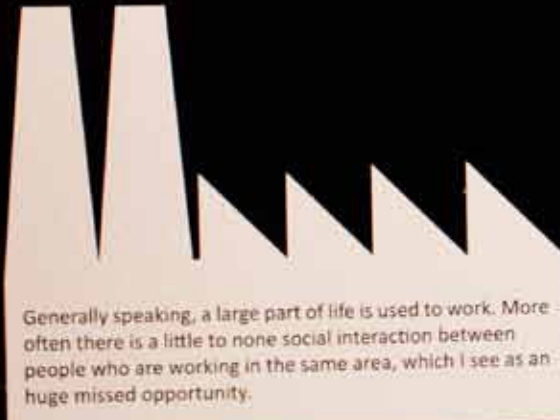 Generally speaking, a large part of life is used to work. More
often there is a little to none social interaction between
people who are working in the same area, which I see as an
huge missed opportunity.